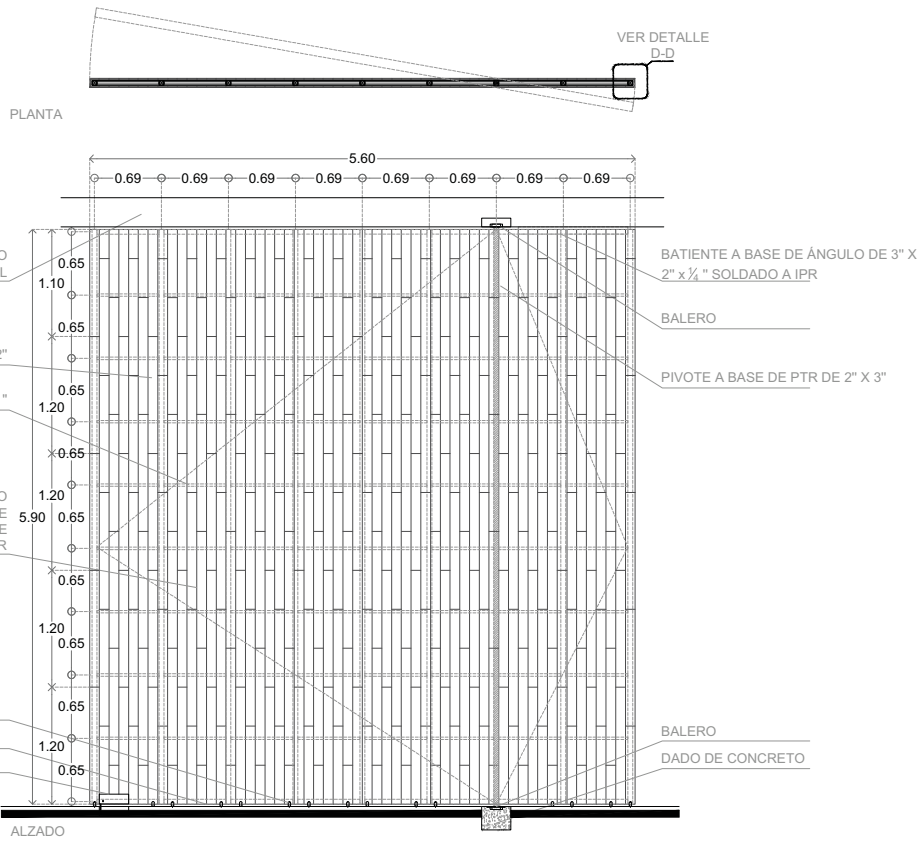 VER DETALLE
D-D
PLANTA
5.60
0.69 0.69 0.69 0.69 0.69 0.69 0.69 0.69
O
L
2"
"
O
E
E
R
0.65
1.10
0.65
0.65
1.20
0.65
1.20
0.65
5.90
0.65
1.20
0.65
0.65
1.20
0.65
BATIENTE A BASE DE ÁNGULO DE 3" X
2" x ¼ " SOLDADO A IPR
BALERO
PIVOTE A BASE DE PTR DE 2" X 3"
BALERO
DADO DE CONCRETO
ALZADO